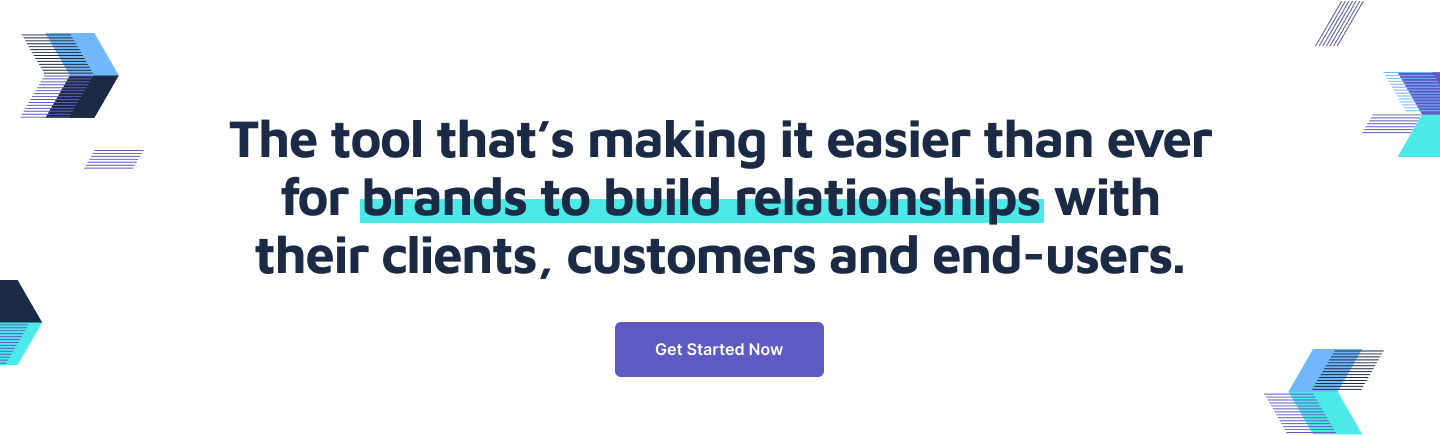 The tool that’s making it easier than ever
for brands to build relationships with
their clients, customers and end-users.
Get Started Now